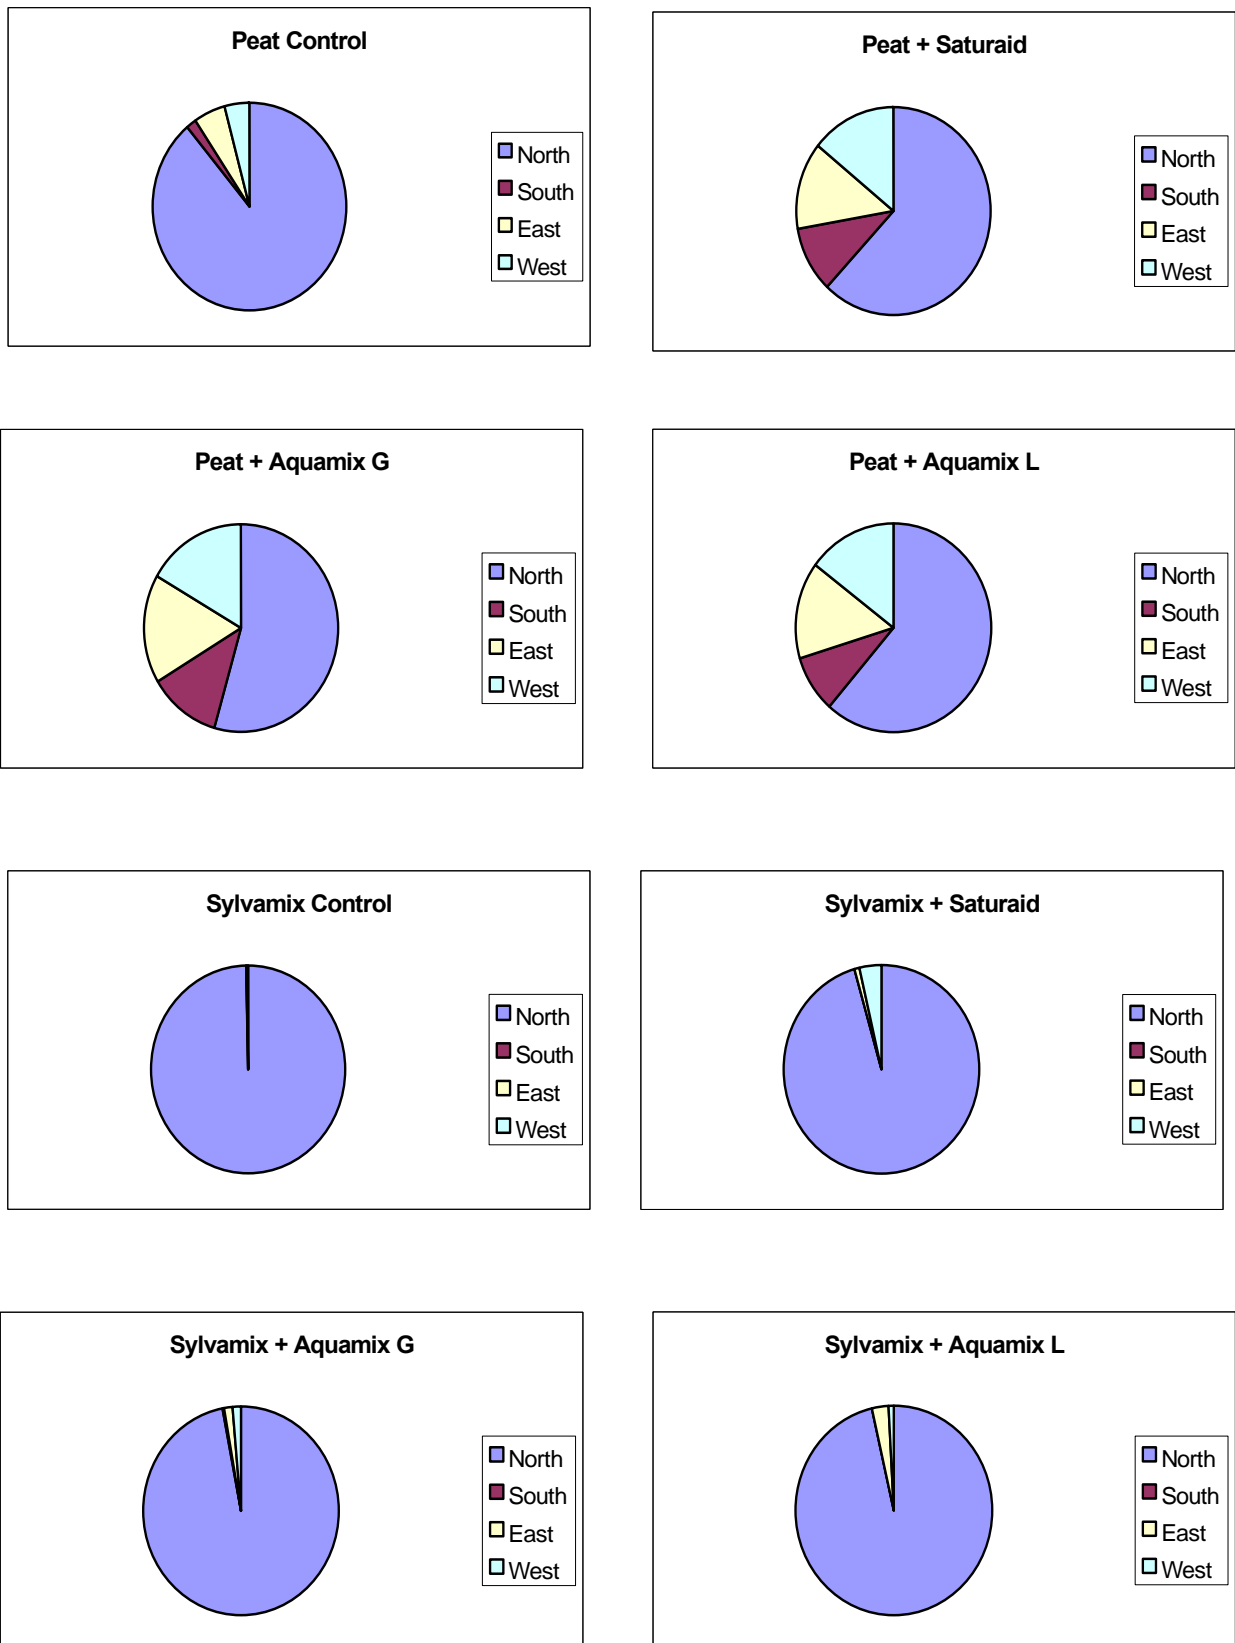 Peat Control
North
South
East
West
Peat + Saturaid
North
South
East
West
Peat + Aquamix G
North
South
East
West
Peat + Aquamix L
North
South
East
West
Sylvamix Control
North
South
East
West
Sylvamix + Saturaid
North
South
East
West
Sylvamix + Aquamix G
North
South
East
West
Sylvamix + Aquamix L
North
South
East
West